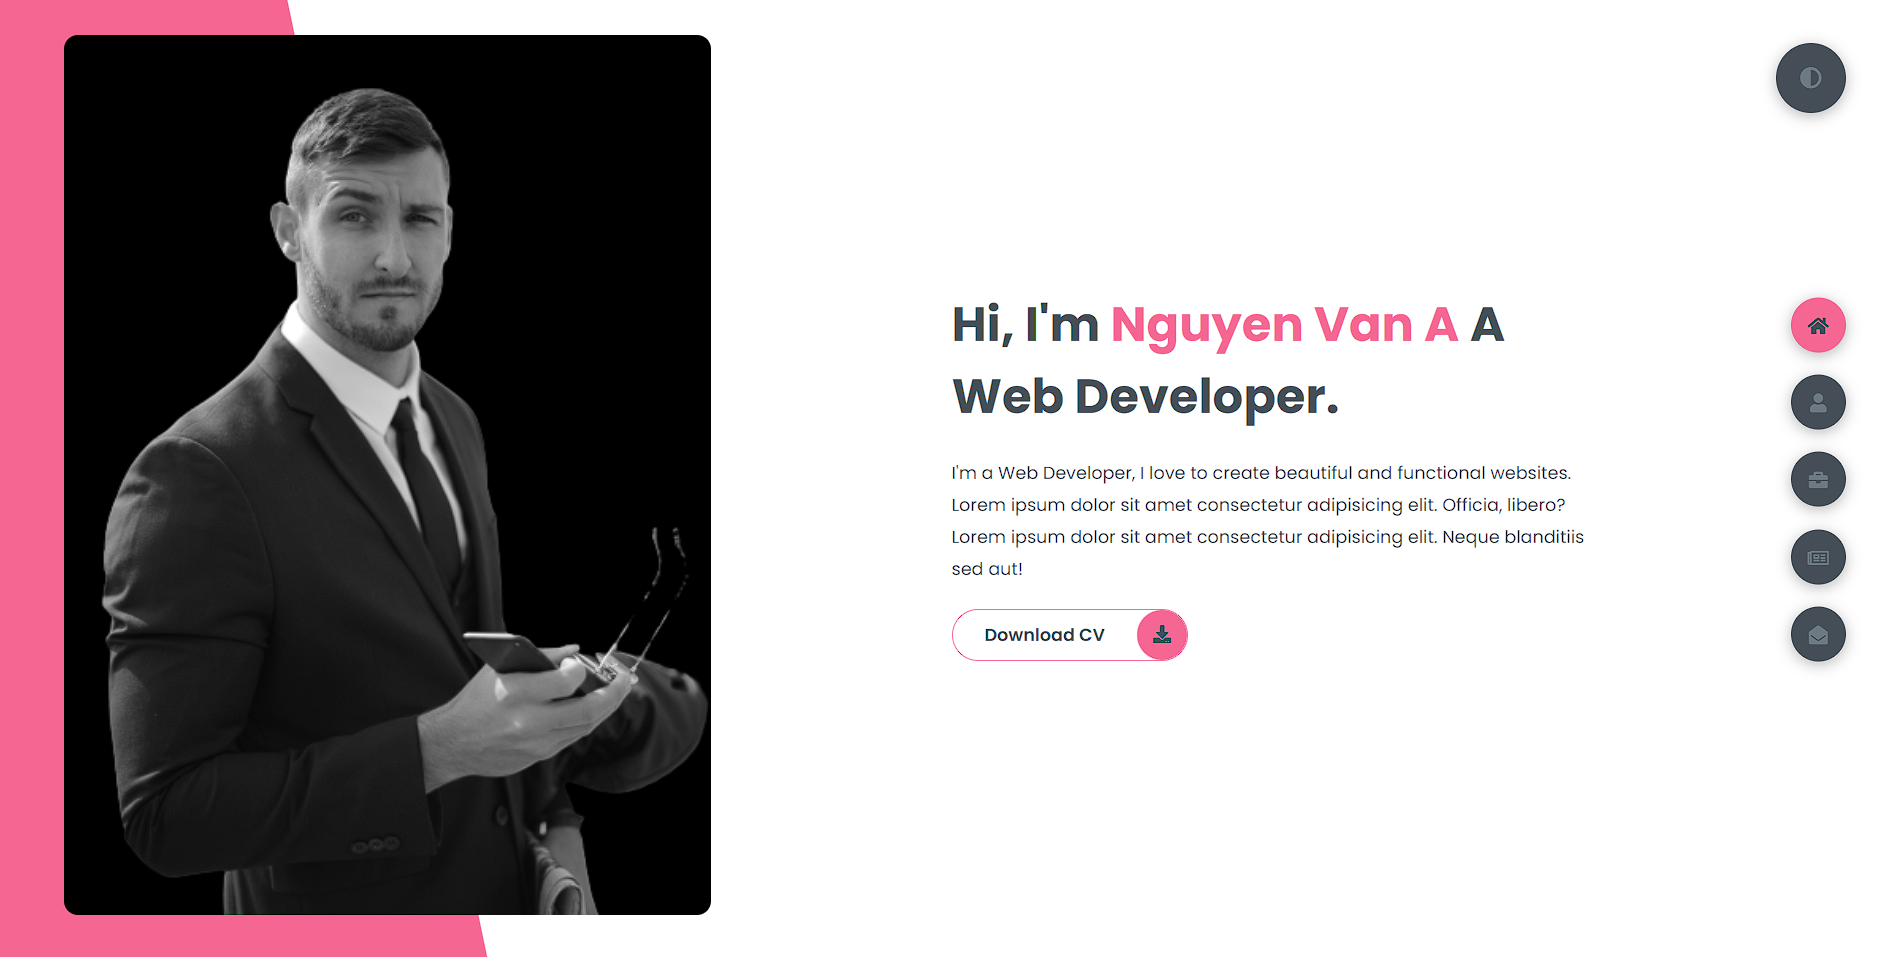 Hi, I'm Nguyen Van A A
Web Developer.
I'm a Web Developer, I love to create beautiful and functional websites.
Lorem ipsum dolor sit amet consectetur adipisicing elit. Officia, libero?
Lorem ipsum dolor sit amet consectetur adipisicing elit. Neque blanditiis
sed aut!
Download CV